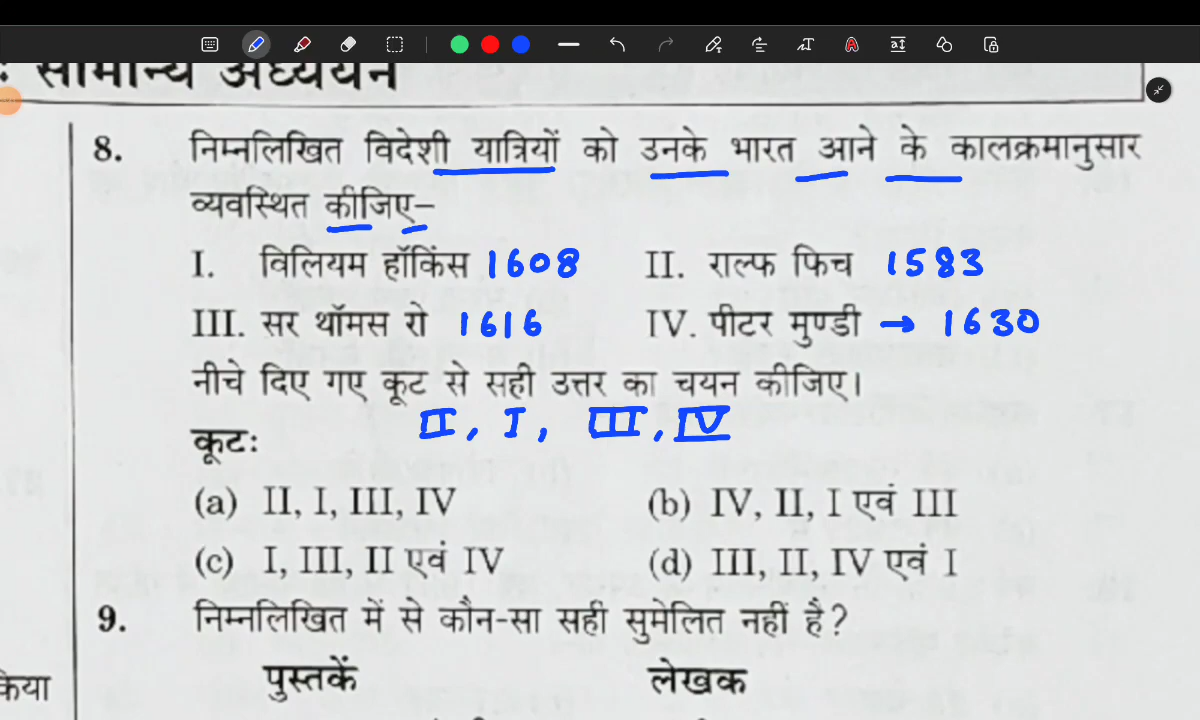 : सामान्य अध्ययन
8. निम्नलिखित विदेशी यात्रियों को उनके भारत आने के कालक्रमानुसार
व्यवस्थित कीजिए–
I. विलियम हॉकिंस 1608 II. राल्फ फिच 1583
III. सर थॉमस रो 1616 IV. पीटर मुण्डी → 1630
नीचे दिए गए कूट से सही उत्तर का चयन कीजिए।
II, I, III, IV
कूटः
(a) II, I, III, IV (b) IV, II, I एवं III
(c) I, III, II एवं IV (d) III, II, IV एवं I
9. निम्नलिखित में से कौन-सा सही सुमेलित नहीं है?
किया पुस्तकें लेखक